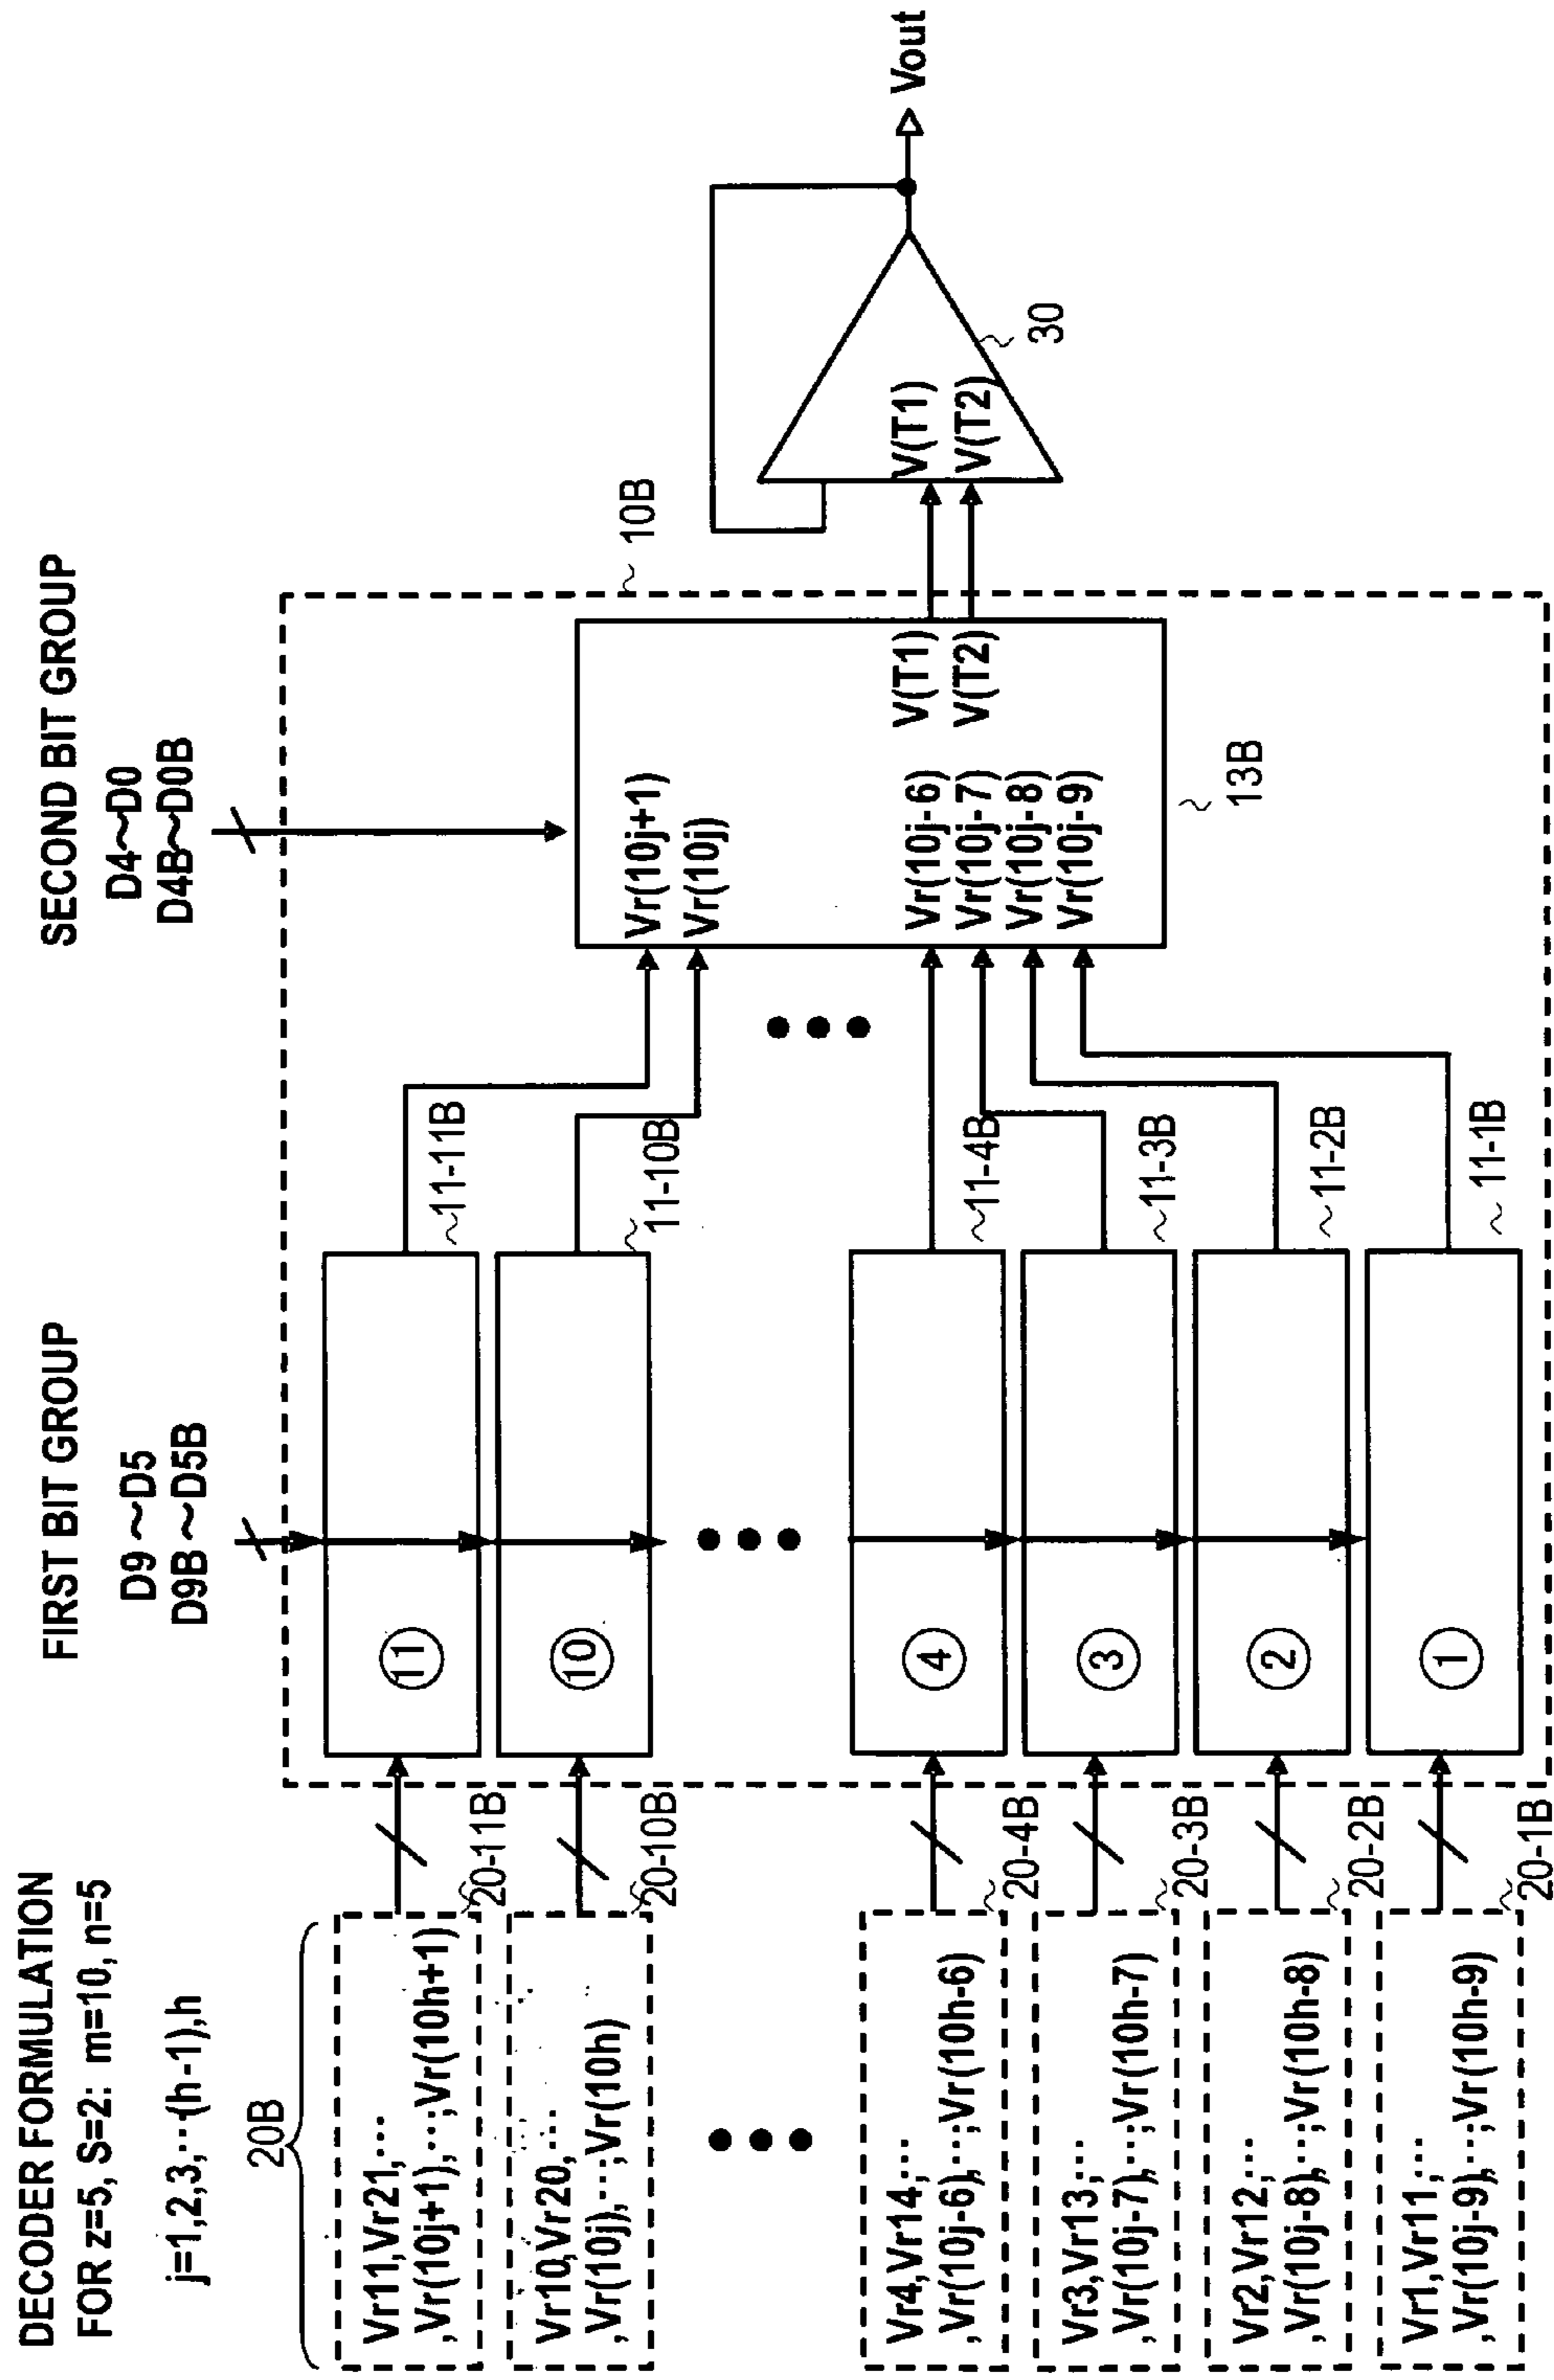 DECODER FORMULATION
FOR z=5, S=2: m=10, n=5
j=1,2,3,···(h-1),h
20B
FIRST BIT GROUP
D9~D5
D9B~D5B
SECOND BIT GROUP
D4~D0
D4B~D0B
Vr11,Vr21,···
,Vr(10j+1),···,Vr(10h+1)
20-11B
11
11-11B
Vr10,Vr20,···
,Vr(10j),···,Vr(10h)
20-10B
10
11-10B
Vr4,Vr14,···
,Vr(10j-6),···,Vr(10h-6)
20-4B
4
11-4B
Vr3,Vr13,···
,Vr(10j-7),···,Vr(10h-7)
20-3B
3
11-3B
Vr2,Vr12,···
,Vr(10j-8),···,Vr(10h-8)
20-2B
2
11-2B
Vr1,Vr11,···
,Vr(10j-9),···,Vr(10h-9)
20-1B
1
11-1B
10B
Vr(10j+1)
Vr(10j)
Vr(10j-6)
Vr(10j-7)
Vr(10j-8)
Vr(10j-9)
V(T1)
V(T2)
13B
V(T1)
V(T2)
30
Vout